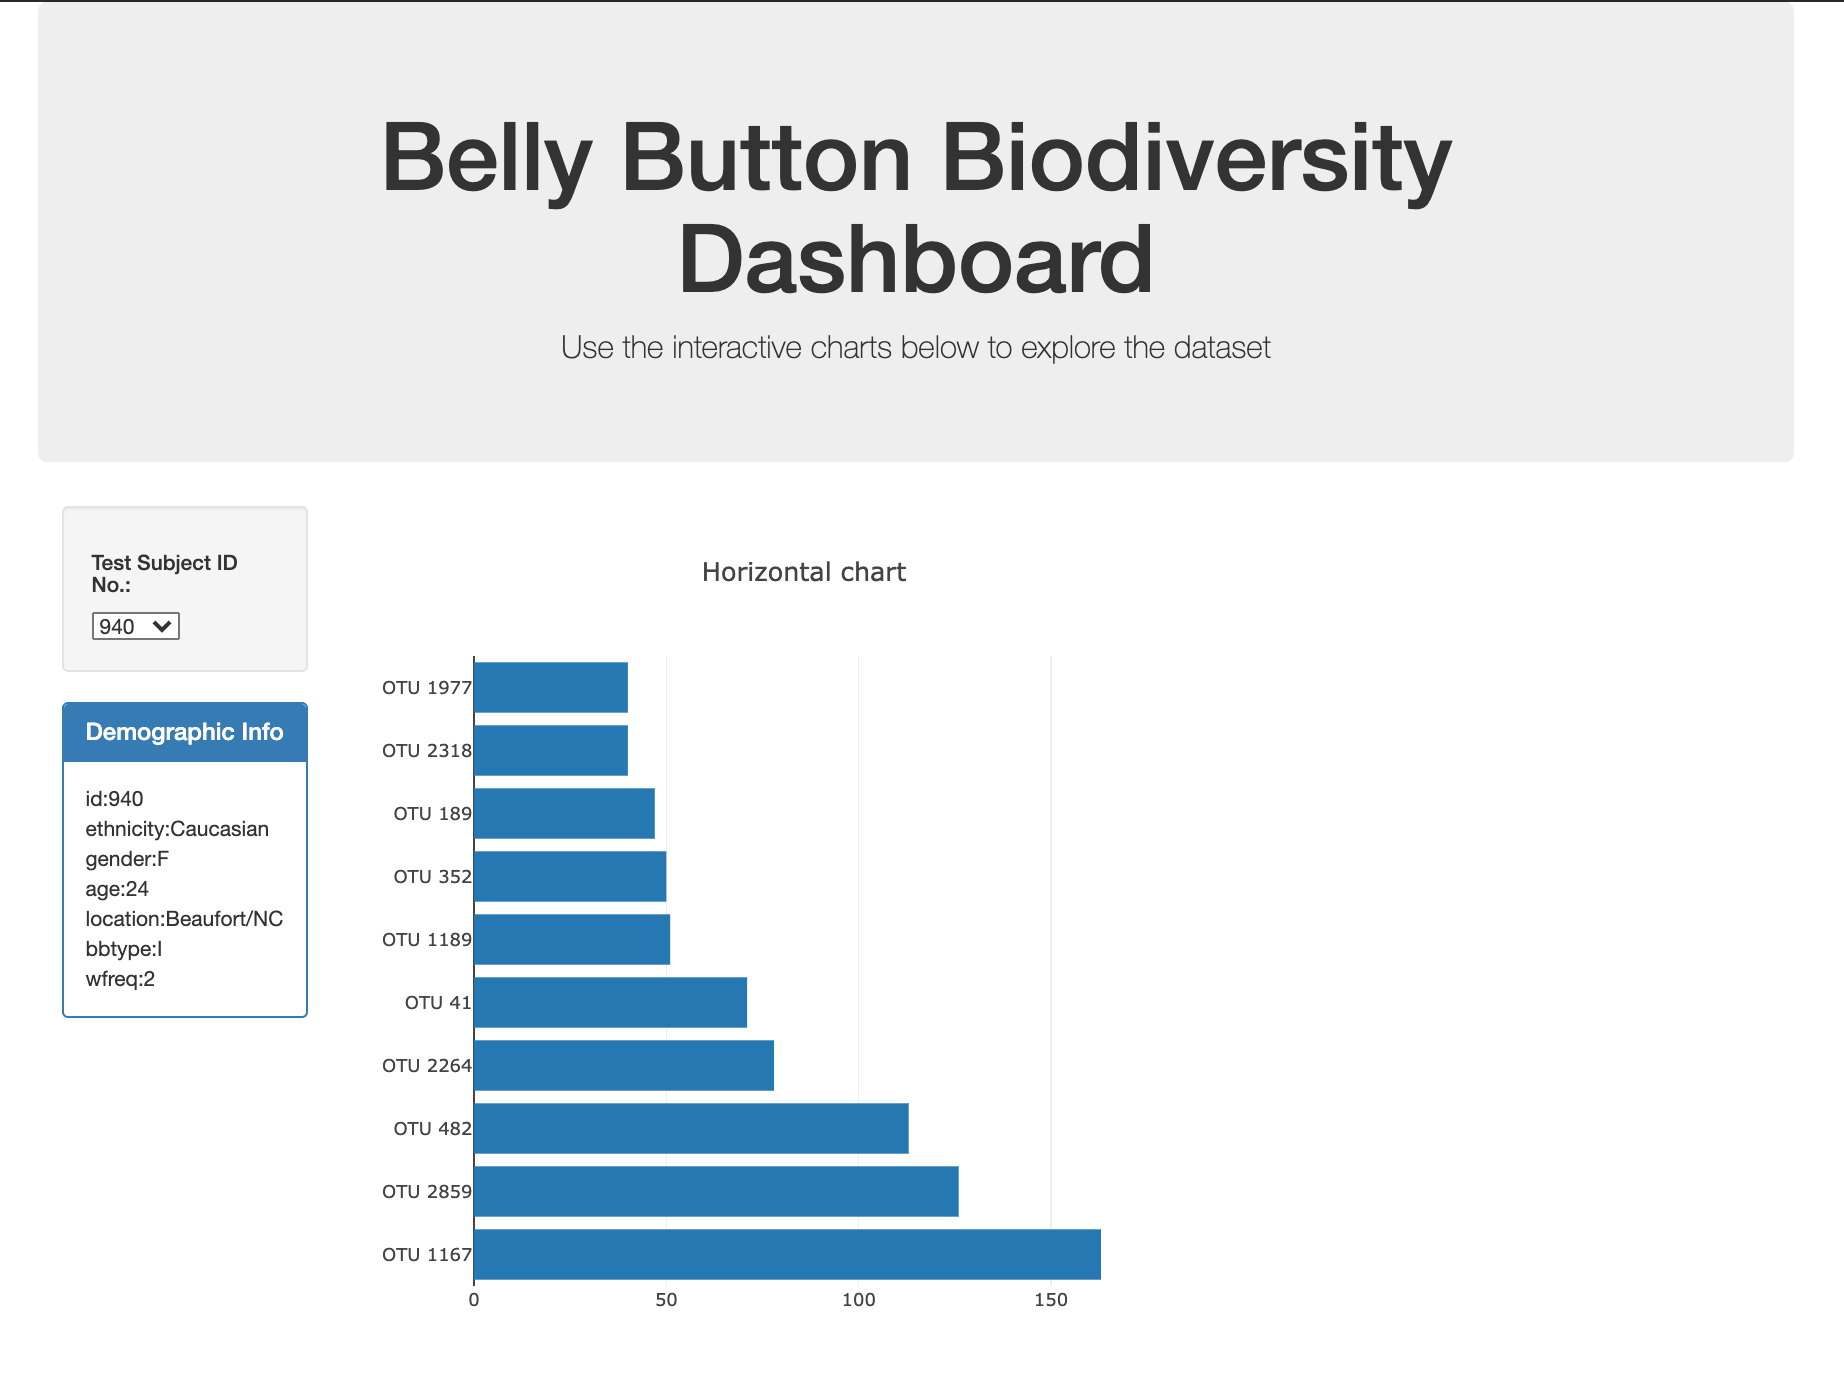 Belly Button Biodiversity
Dashboard
Use the interactive charts below to explore the dataset
Test Subject ID
No.:
940
Demographic Info
id:940
ethnicity:Caucasian
gender:F
age:24
location:Beaufort/NC
bbtype:I
wfreq:2
Horizontal chart
OTU 1977
OTU 2318
OTU 189
OTU 352
OTU 1189
OTU 41
OTU 2264
OTU 482
OTU 2859
OTU 1167
0 50 100 150